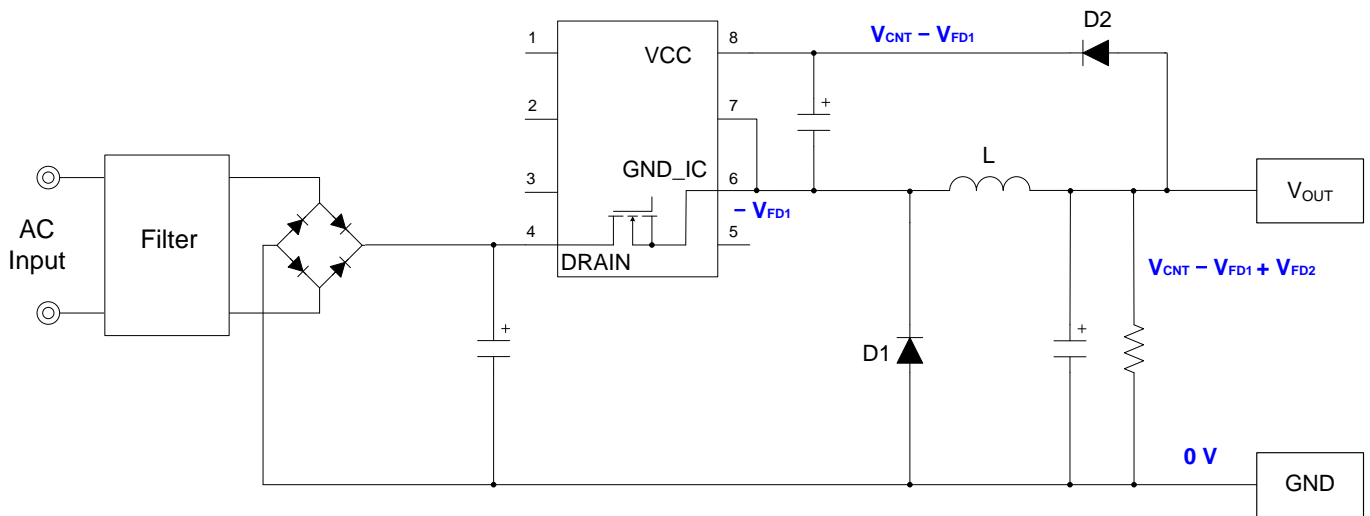 D2
1
8
VCNT − VFD1
VCC
2
7
+
GND_IC
L
3
6
AC
Input
Filter
− VFD1
VOUT
4
5
DRAIN
VCNT − VFD1 + VFD2
+
D1
+
0 V
GND